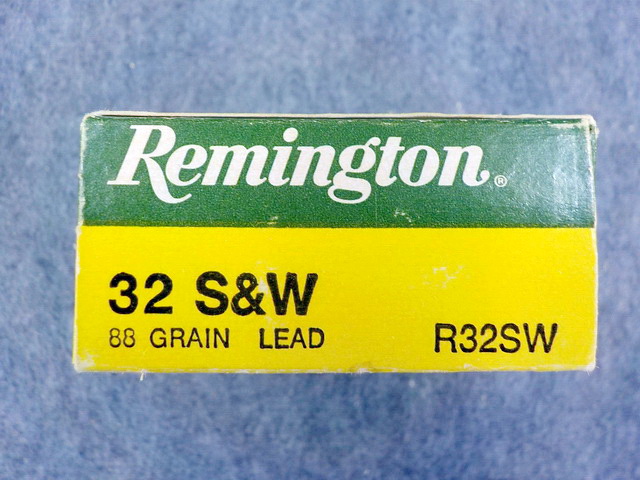 Remington®
32 S&W
88 GRAIN LEAD
R32SW